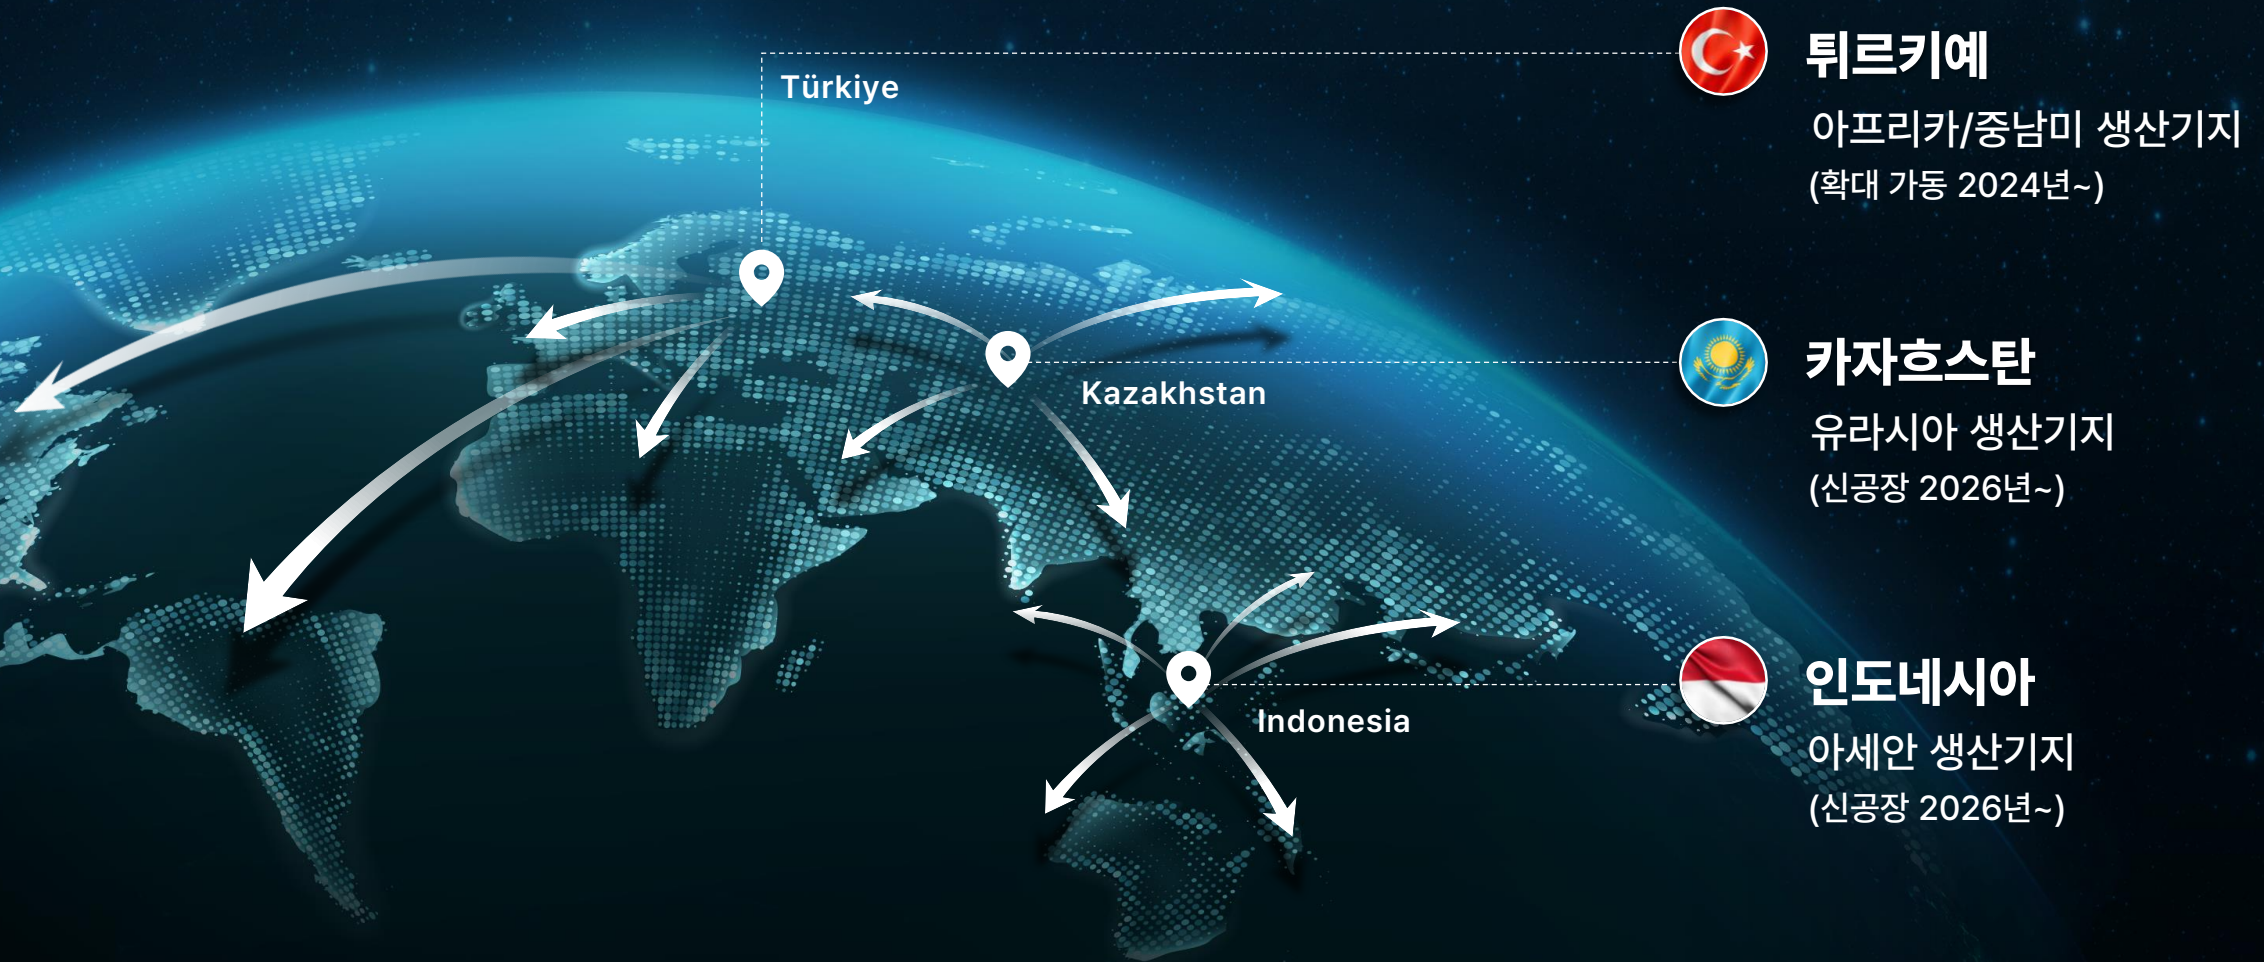 Türkiye
튀르키예
아프리카/중남미 생산기지
(확대 가동 2024년~)
Kazakhstan
카자흐스탄
유라시아 생산기지
(신공장 2026년~)
Indonesia
인도네시아
아세안 생산기지
(신공장 2026년~)